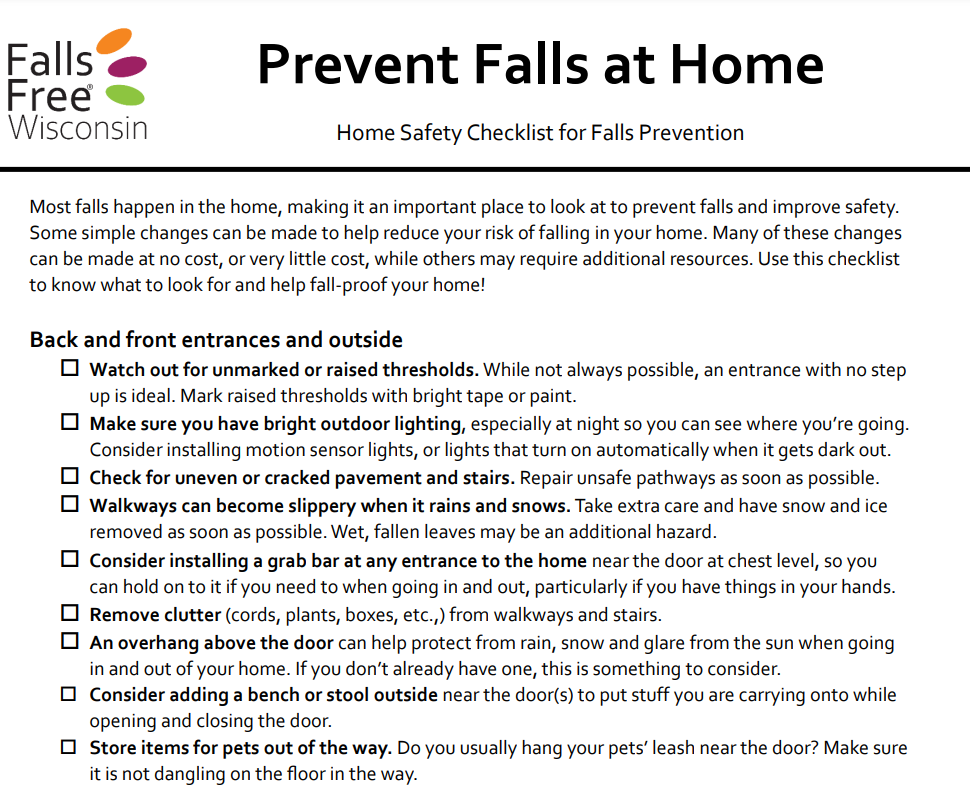 Falls
Free®
Wisconsin
Prevent Falls at Home
Home Safety Checklist for Falls Prevention
Most falls happen in the home, making it an important place to look at to prevent falls and improve safety.
Some simple changes can be made to help reduce your risk of falling in your home. Many of these changes
can be made at no cost, or very little cost, while others may require additional resources. Use this checklist
to know what to look for and help fall-proof your home!
Back and front entrances and outside
☐ Watch out for unmarked or raised thresholds. While not always possible, an entrance with no step
up is ideal. Mark raised thresholds with bright tape or paint.
☐ Make sure you have bright outdoor lighting, especially at night so you can see where you’re going.
Consider installing motion sensor lights, or lights that turn on automatically when it gets dark out.
☐ Check for uneven or cracked pavement and stairs. Repair unsafe pathways as soon as possible.
☐ Walkways can become slippery when it rains and snows. Take extra care and have snow and ice
removed as soon as possible. Wet, fallen leaves may be an additional hazard.
☐ Consider installing a grab bar at any entrance to the home near the door at chest level, so you
can hold on to it if you need to when going in and out, particularly if you have things in your hands.
☐ Remove clutter (cords, plants, boxes, etc.,) from walkways and stairs.
☐ An overhang above the door can help protect from rain, snow and glare from the sun when going
in and out of your home. If you don’t already have one, this is something to consider.
☐ Consider adding a bench or stool outside near the door(s) to put stuff you are carrying onto while
opening and closing the door.
☐ Store items for pets out of the way. Do you usually hang your pets’ leash near the door? Make sure
it is not dangling on the floor in the way.